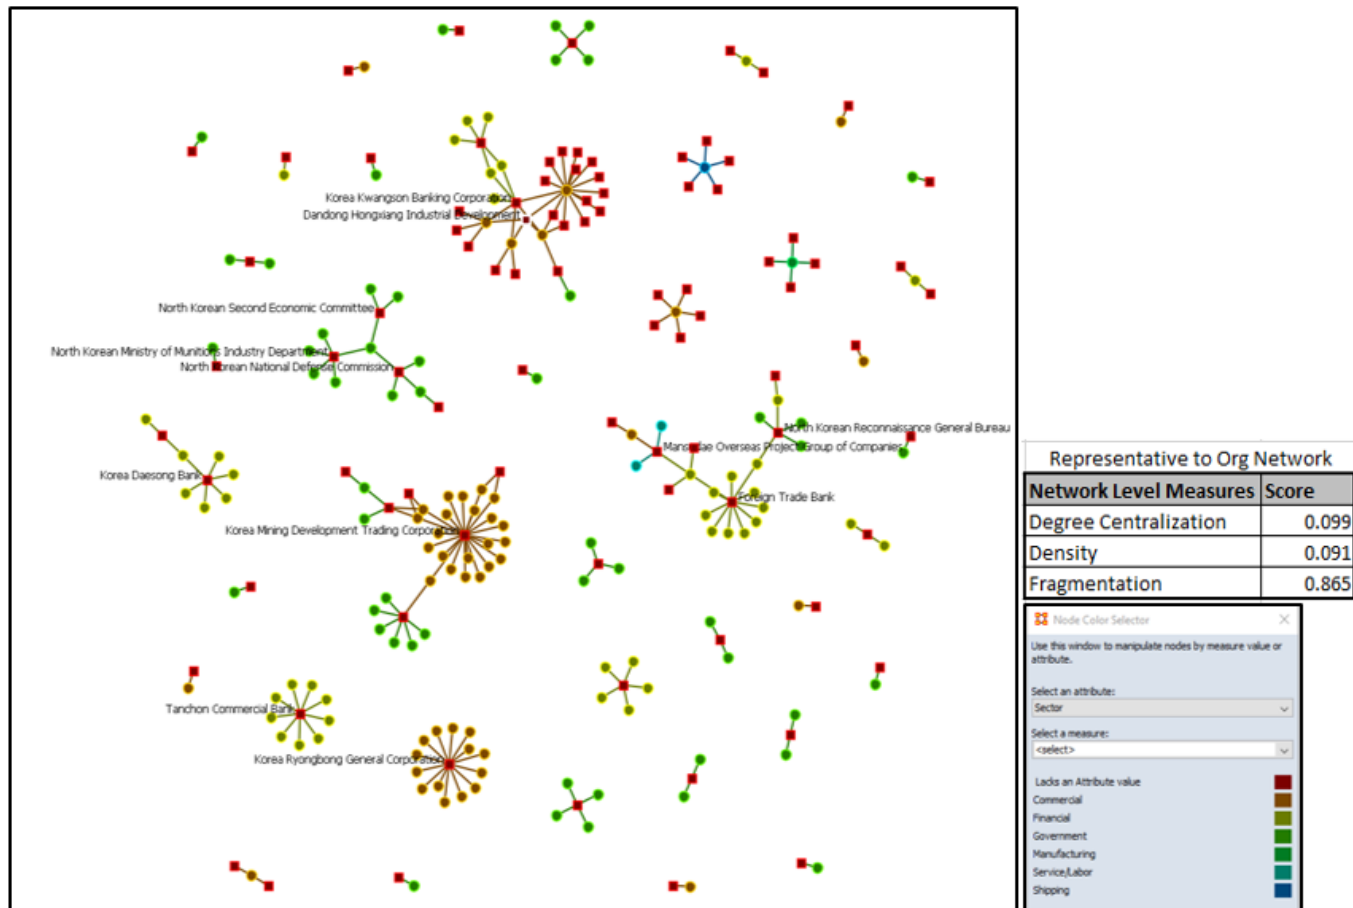 Korea Kwangson Banking Corporation
Dandong Hongxiang Industrial Development
North Korean Second Economic Committee
North Korean Ministry of Munitions Industry Department
North Korean National Defense Commission
North Korean Reconnaissance General Bureau
Mansudae Overseas Project Group of Companies
Korea Daesong Bank
Foreign Trade Bank
Korea Mining Development Trading Corporation
Tanchon Commercial Bank
Korea Ryongbong General Corporation
Representative to Org Network
Network Level Measures Score
Degree Centralization 0.099
Density 0.091
Fragmentation 0.865
Node Color Selector
Use this window to manipulate nodes by measure value or
attribute.
Select an attribute:
Sector
Select a measure:
<select>
Lacks an Attribute value
Commercial
Financial
Government
Manufacturing
Service/Labor
Shipping